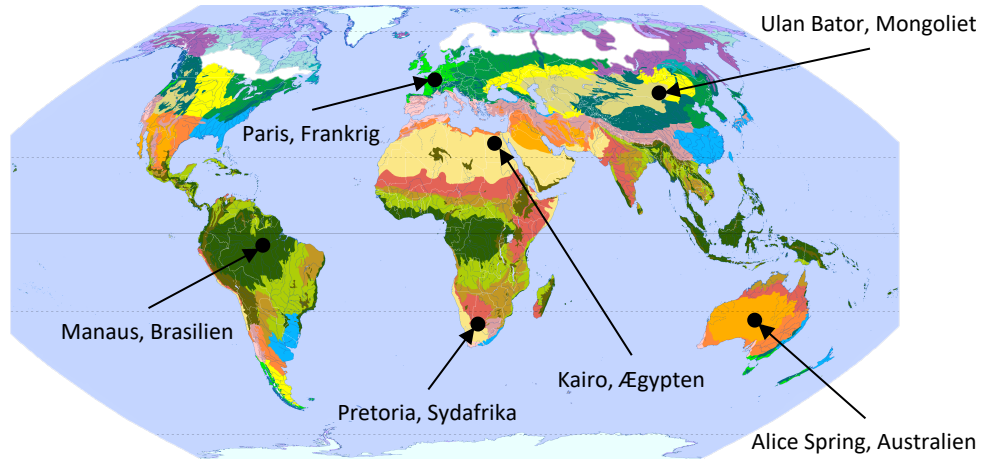 Ulan Bator, Mongoliet
Paris, Frankrig
Manaus, Brasilien
Kairo, Ægypten
Pretoria, Sydafrika
Alice Spring, Australien